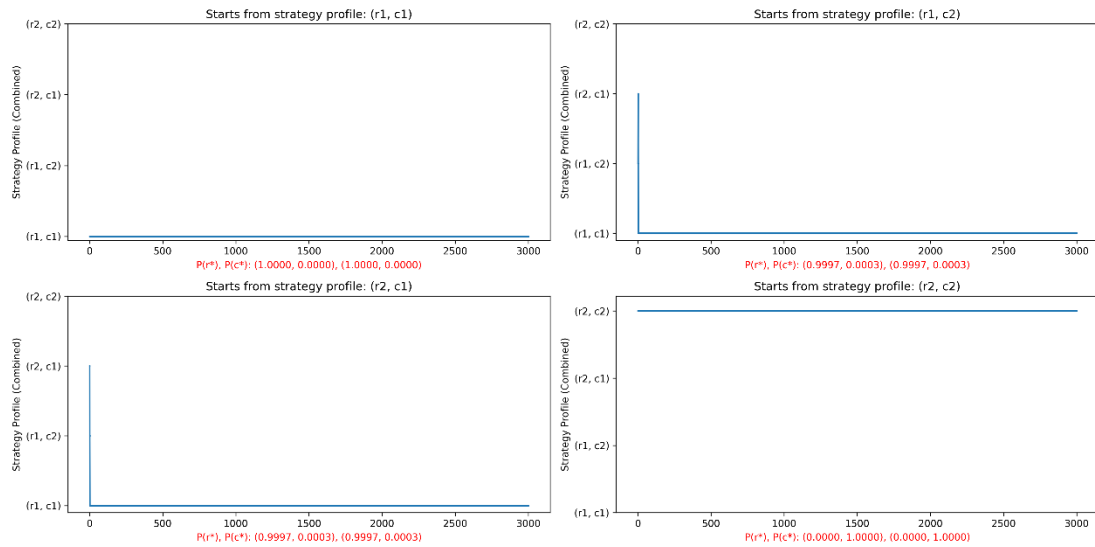 Starts from strategy profile: (r1, c1)
Strategy Profile (Combined)
(r2, c2)
(r2, c1)
(r1, c2)
(r1, c1)
0 500 1000 1500 2000 2500 3000
P(r*), P(c*): (1.0000, 0.0000), (1.0000, 0.0000)
Starts from strategy profile: (r1, c2)
Strategy Profile (Combined)
(r2, c2)
(r2, c1)
(r1, c2)
(r1, c1)
0 500 1000 1500 2000 2500 3000
P(r*), P(c*): (0.9997, 0.0003), (0.9997, 0.0003)
Starts from strategy profile: (r2, c1)
Strategy Profile (Combined)
(r2, c2)
(r2, c1)
(r1, c2)
(r1, c1)
0 500 1000 1500 2000 2500 3000
P(r*), P(c*): (0.9997, 0.0003), (0.9997, 0.0003)
Starts from strategy profile: (r2, c2)
Strategy Profile (Combined)
(r2, c2)
(r2, c1)
(r1, c2)
(r1, c1)
0 500 1000 1500 2000 2500 3000
P(r*), P(c*): (0.0000, 1.0000), (0.0000, 1.0000)